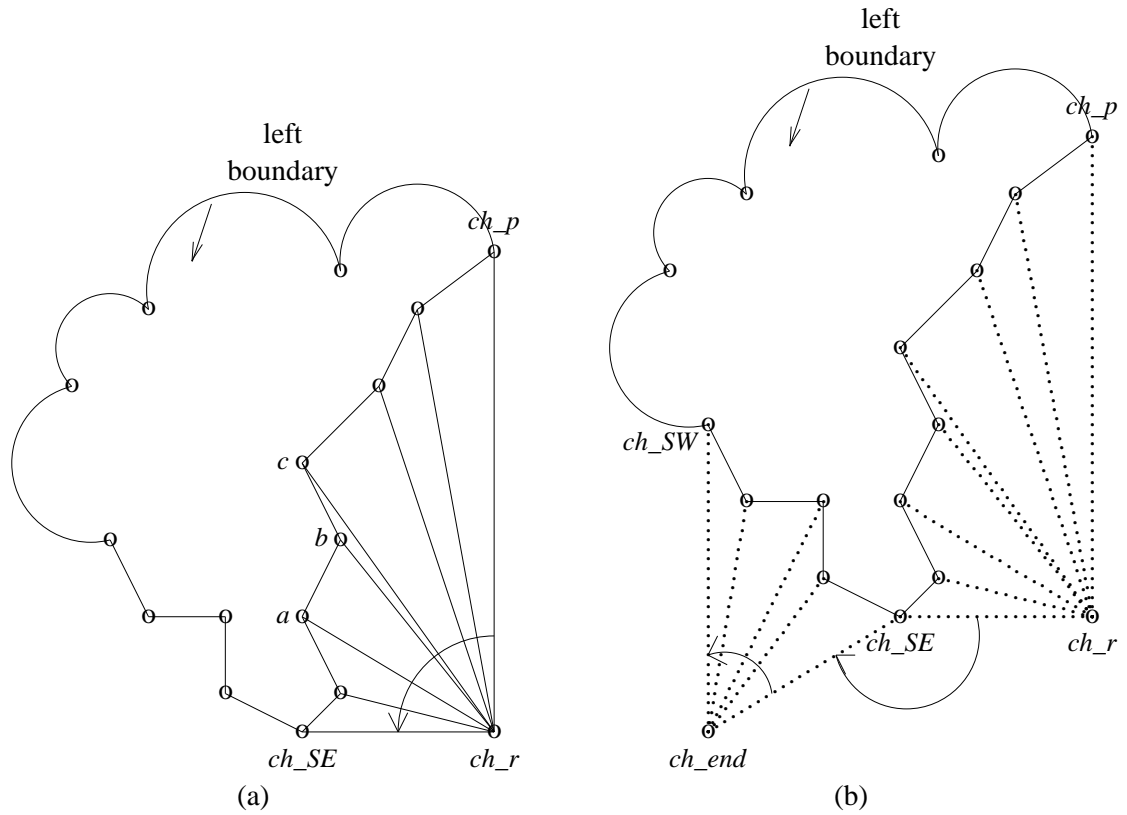 left
boundary
ch_p
c
b
a
ch_SE
ch_r
(a)
left
boundary
ch_p
ch_SW
ch_SE
ch_r
ch_end
(b)